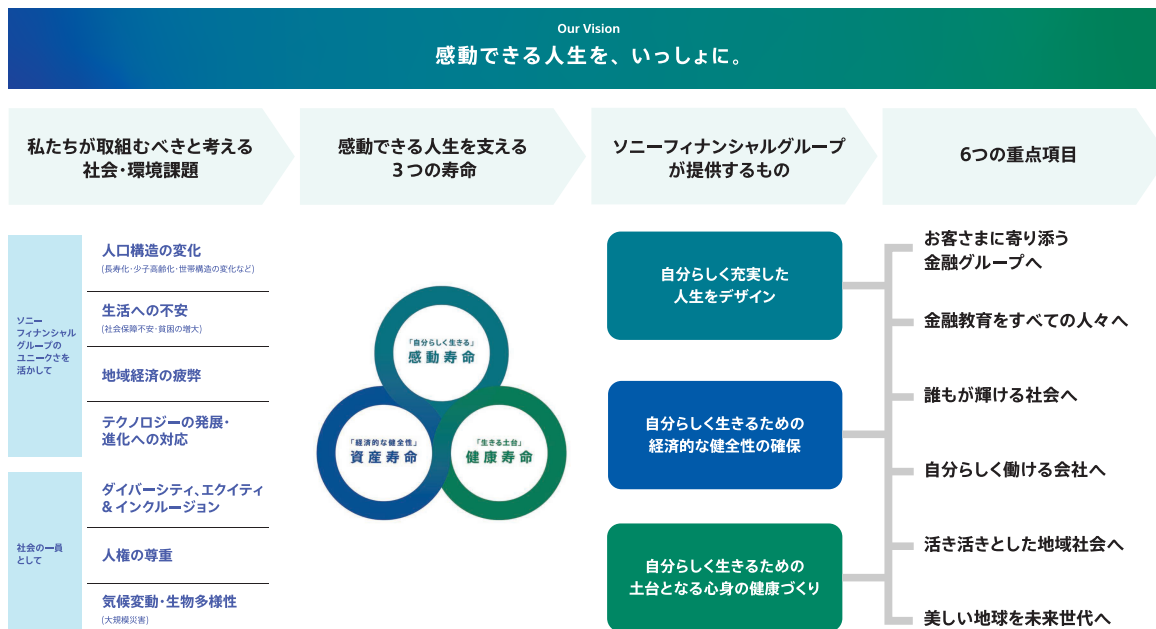 Our Vision
感動できる人生を、いっしょに。
私たちが取組むべきと考える
社会・環境課題
感動できる人生を支える
3つの寿命
ソニーフィナンシャルグループ
が提供するもの
6つの重点項目
ソニー
フィナンシャル
グループの
ユニークさを
活かして
人口構造の変化
(長寿化・少子高齢化・世帯構造の変化など)
生活への不安
(社会保障不安・貧困の増大)
地域経済の疲弊
テクノロジーの発展・
進化への対応
社会の一員
として
ダイバーシティ、エクイティ
& インクルージョン
人権の尊重
気候変動・生物多様性
(大規模災害)
「自分らしく生きる」
感動寿命
「経済的な健全性」
資産寿命
「生きる土台」
健康寿命
自分らしく充実した
人生をデザイン
自分らしく生きるための
経済的な健全性の確保
自分らしく生きるための
土台となる心身の健康づくり
お客さまに寄り添う
金融グループへ
金融教育をすべての人々へ
誰もが輝ける社会へ
自分らしく働ける会社へ
活き活きとした地域社会へ
美しい地球を未来世代へ